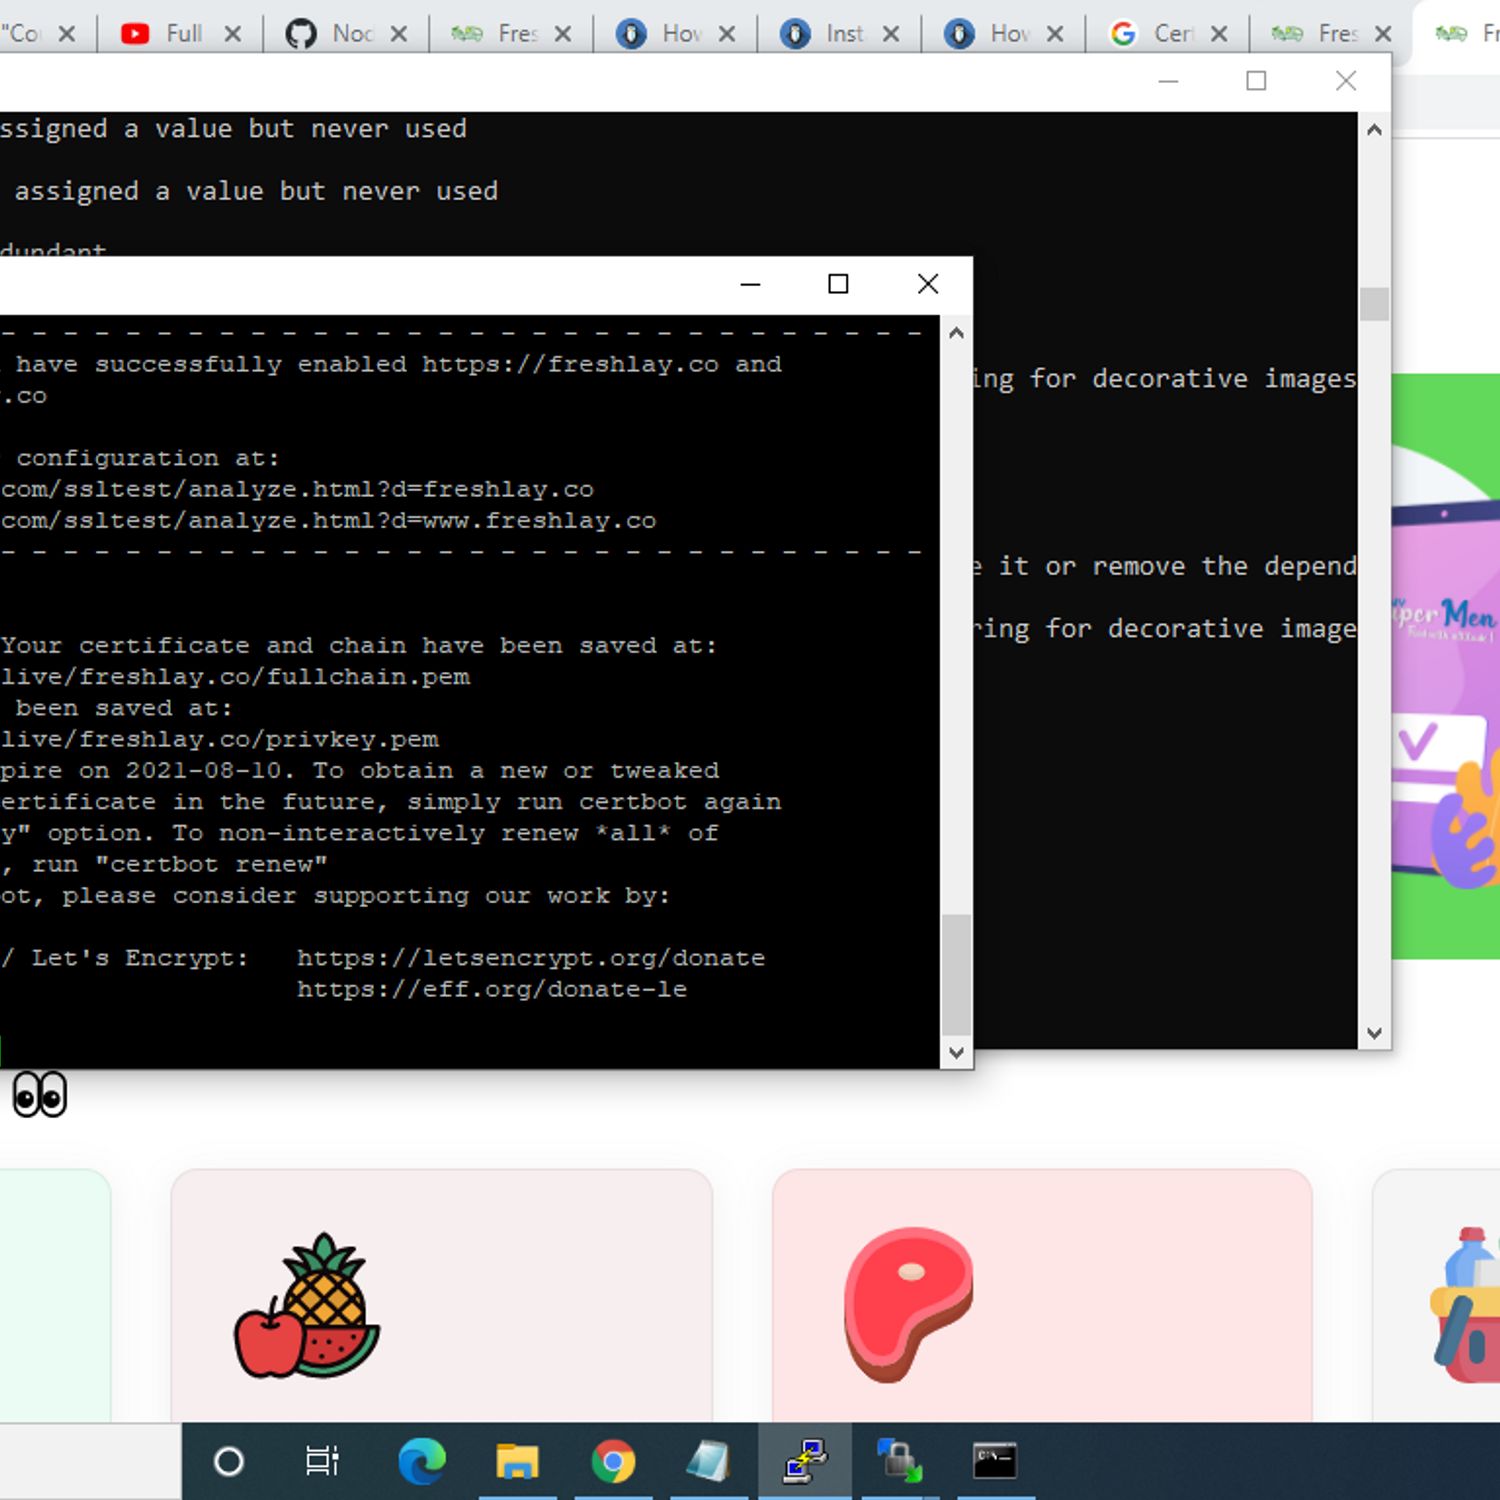 "Co
Full
Nod
Fres
How
Inst
How
Cert
Fres
Fr
ssigned a value but never used
assigned a value but never used
dundant
- - - - - - - - - - - - - - - - - - - - - - - - - - - - - -
have successfully enabled https://freshlay.co and
.co
configuration at:
com/ssltest/analyze.html?d=freshlay.co
com/ssltest/analyze.html?d=www.freshlay.co
- - - - - - - - - - - - - - - - - - - - - - - - - - - - - -
Your certificate and chain have been saved at:
live/freshlay.co/fullchain.pem
been saved at:
live/freshlay.co/privkey.pem
pire on 2021-08-10. To obtain a new or tweaked
ertificate in the future, simply run certbot again
y" option. To non-interactively renew *all* of
, run "certbot renew"
ot, please consider supporting our work by:
/ Let's Encrypt: https://letsencrypt.org/donate
https://eff.org/donate-le
ing for decorative images
e it or remove the depend
ring for decorative image
uper Men
C:\_